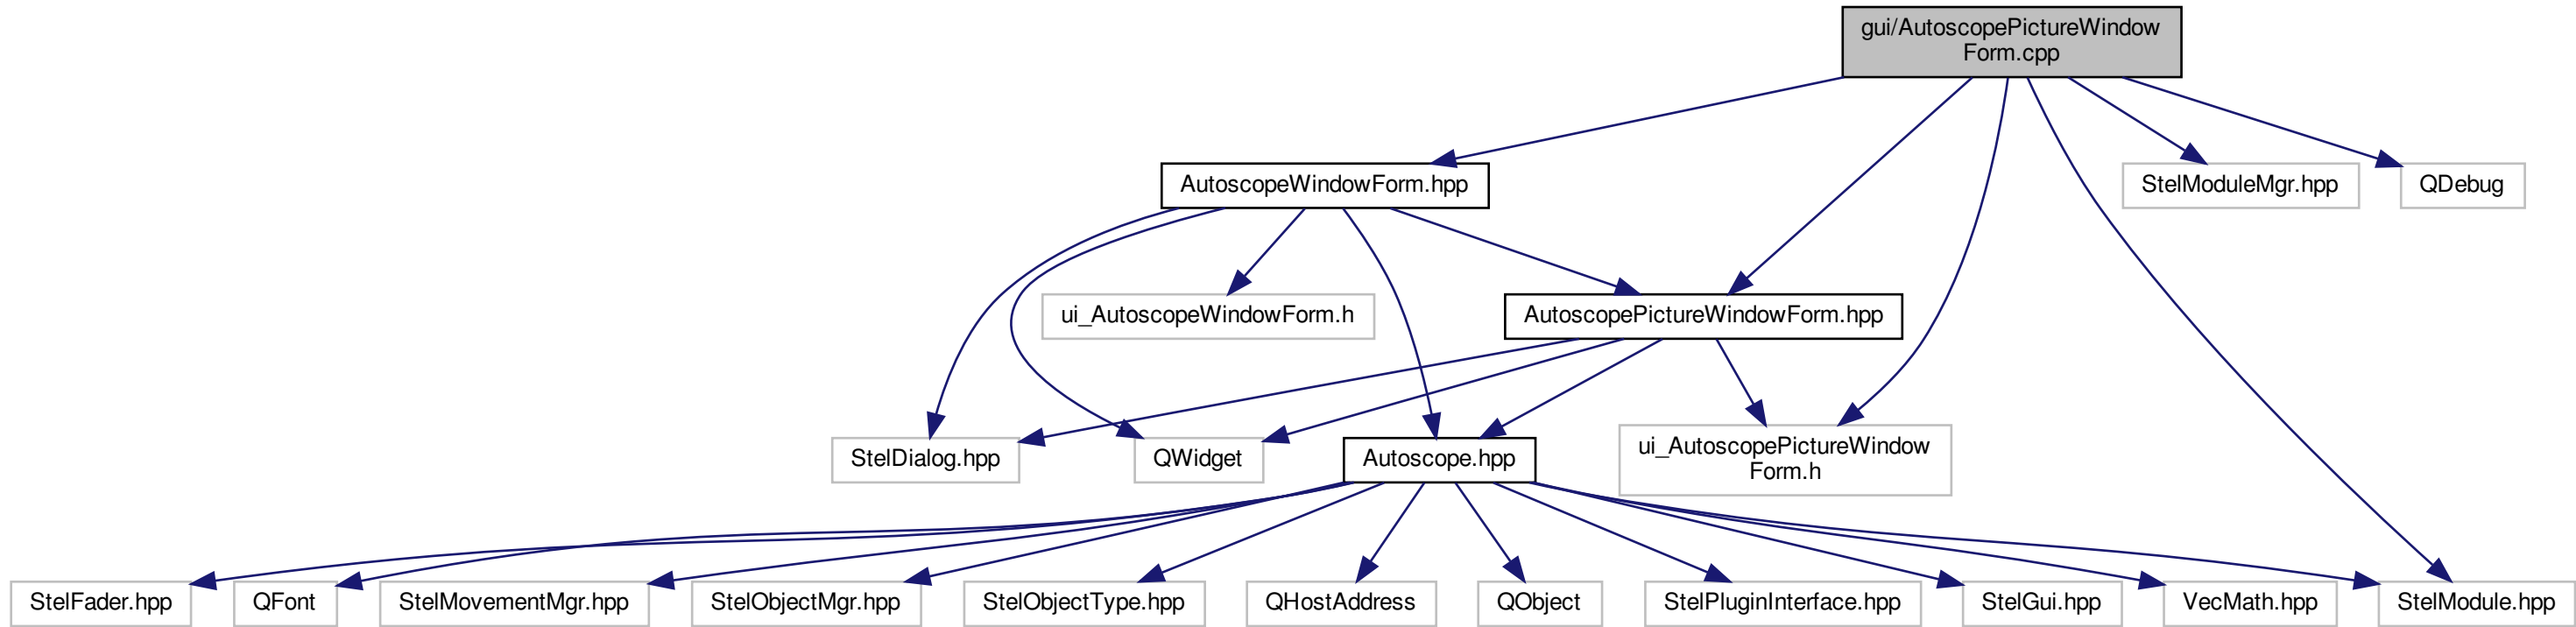 gui/AutoscopePictureWindow
Form.cpp
AutoscopeWindowForm.hpp
StelModuleMgr.hpp
QDebug
ui_AutoscopeWindowForm.h
AutoscopePictureWindowForm.hpp
StelDialog.hpp
QWidget
Autoscope.hpp
ui_AutoscopePictureWindow
Form.h
StelFader.hpp
QFont
StelMovementMgr.hpp
StelObjectMgr.hpp
StelObjectType.hpp
QHostAddress
QObject
StelPluginInterface.hpp
StelGui.hpp
VecMath.hpp
StelModule.hpp